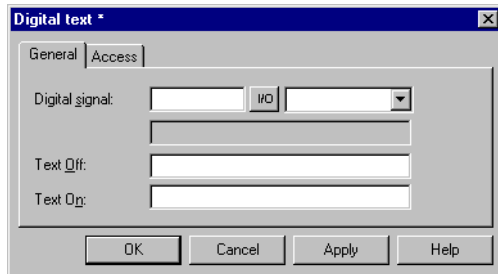 Digital text *
General Access
Digital signal: I/O
Text Off:
Text On:
OK Cancel Apply Help